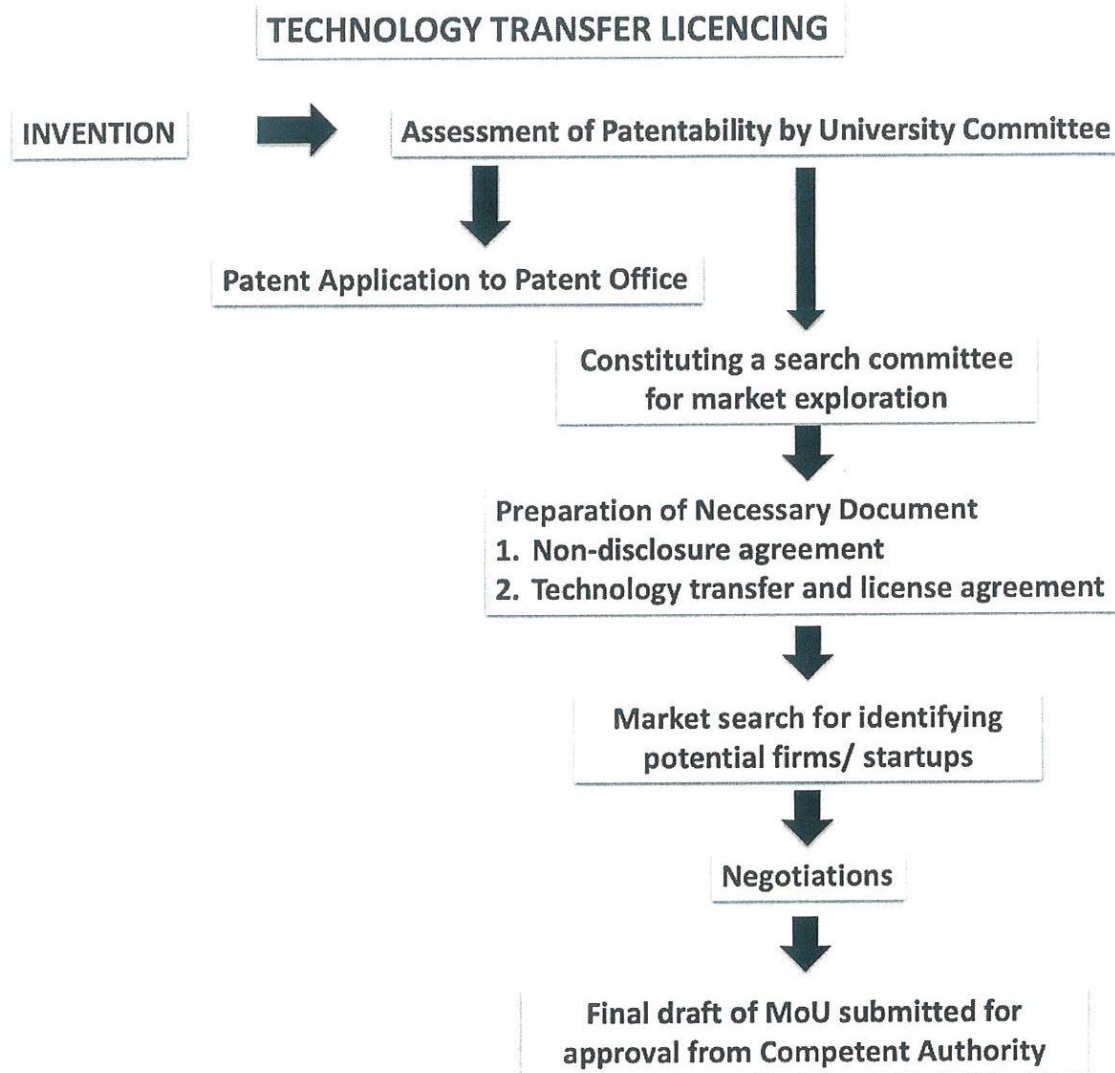 TECHNOLOGY TRANSFER LICENCING
INVENTION
Assessment of Patentability by University Committee
Patent Application to Patent Office
Constituting a search committee
for market exploration
Preparation of Necessary Document
1. Non-disclosure agreement
2. Technology transfer and license agreement
Market search for identifying
potential firms/ startups
Negotiations
Final draft of MoU submitted for
approval from Competent Authority